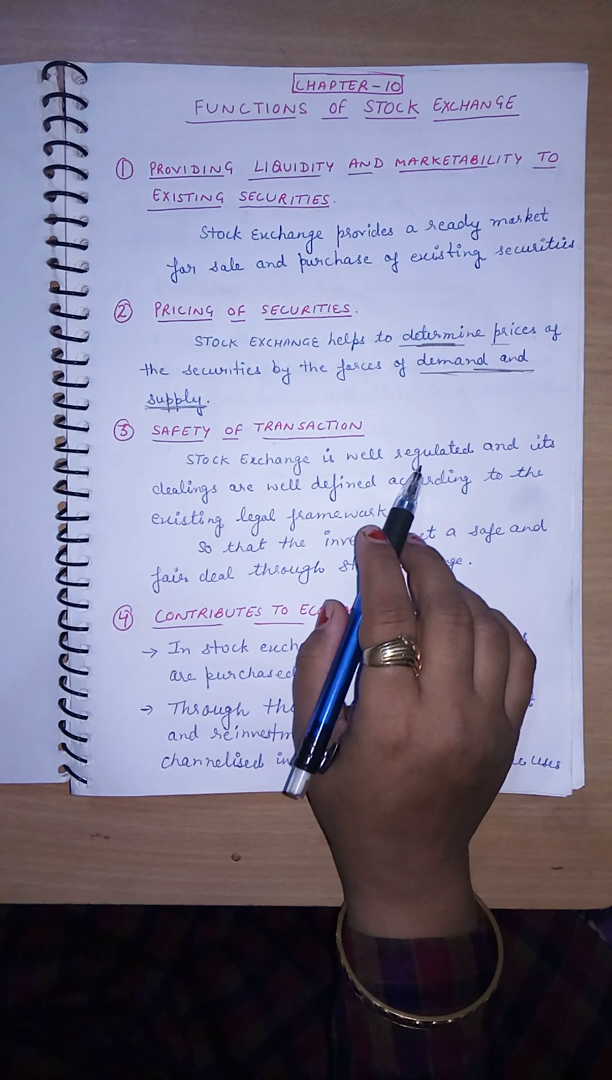 CHAPTER-10
FUNCTIONS OF STOCK EXCHANGE
① PROVIDING LIQUIDITY AND MARKETABILITY TO
EXISTING SECURITIES.
Stock Exchange provides a ready market
for sale and purchase of existing securities
② PRICING OF SECURITIES.
STOCK EXCHANGE helps to determine prices of
the securities by the forces of demand and
supply.
③ SAFETY OF TRANSACTION
STOCK Exchange is well regulated and its
dealings are well defined according to the
existing legal framework
So that the a safe and
fair deal through
④ CONTRIBUTES TO
→ In stock
are purchased
→ Through
and
channelised uses